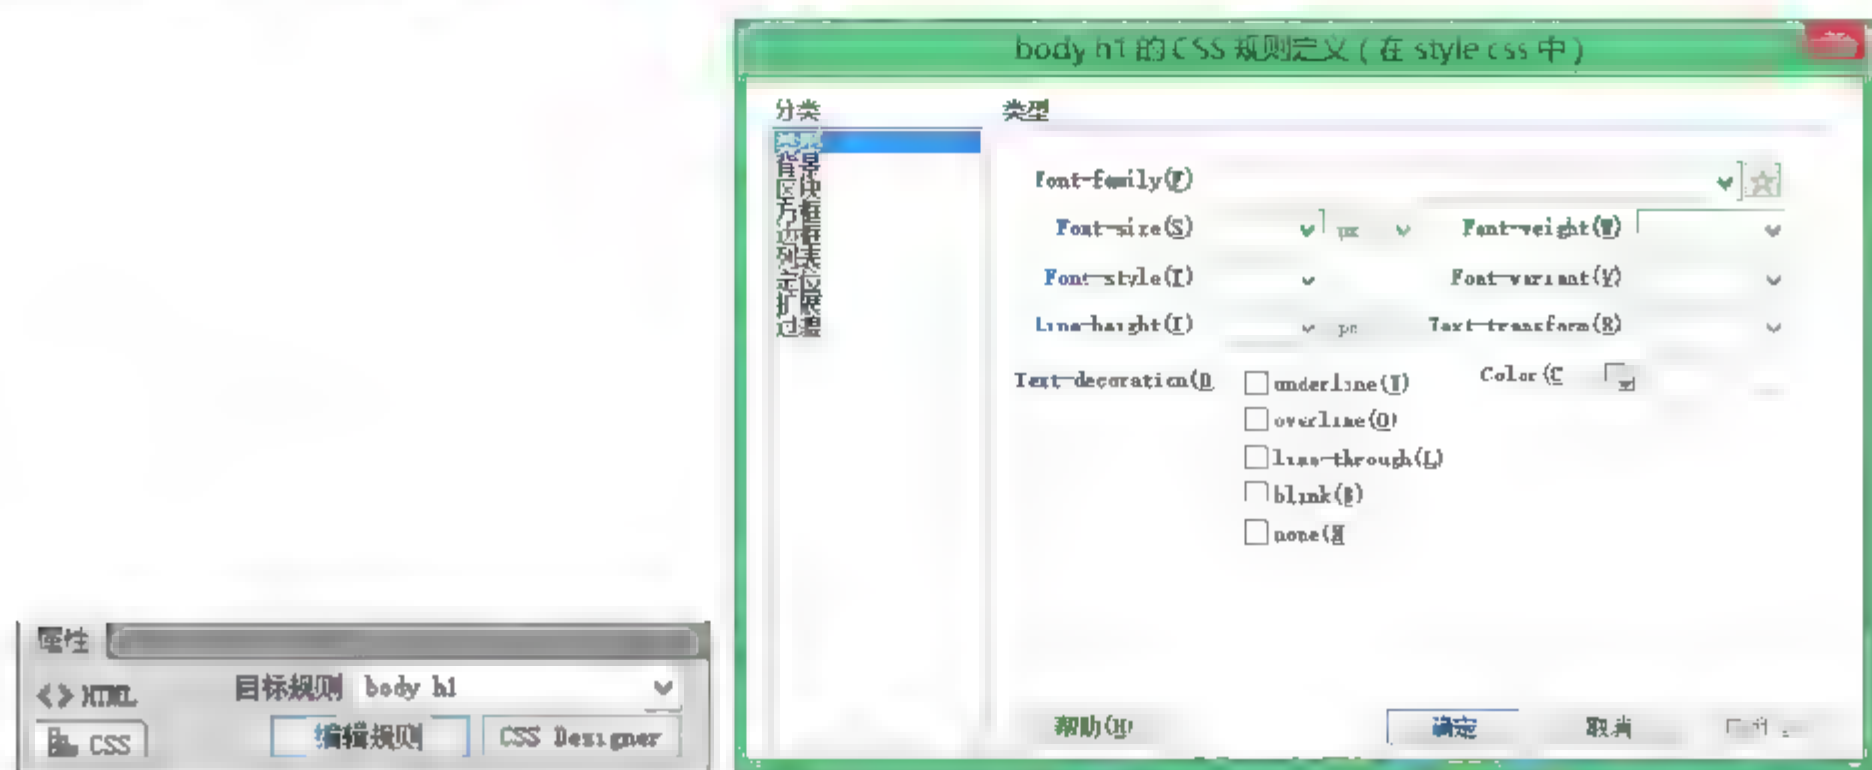 属性
<> HTML
目标规则 body h1
CSS
编辑规则
CSS Designer
body h1 的 CSS 规则定义 ( 在 style css 中 )
分类
类型
背景
区块
方框
边框
列表
定位
扩展
过渡
类型
Font-family(F)
Font-size(S) px Font-weight(W)
Font-style(T) Font-variant(V)
Line-height(I) px Text-transform(R)
Text-decoration(D underline(U) Color(C
overline(O)
line-through(L)
blink(B)
none(N
帮助(H) 确定 取消